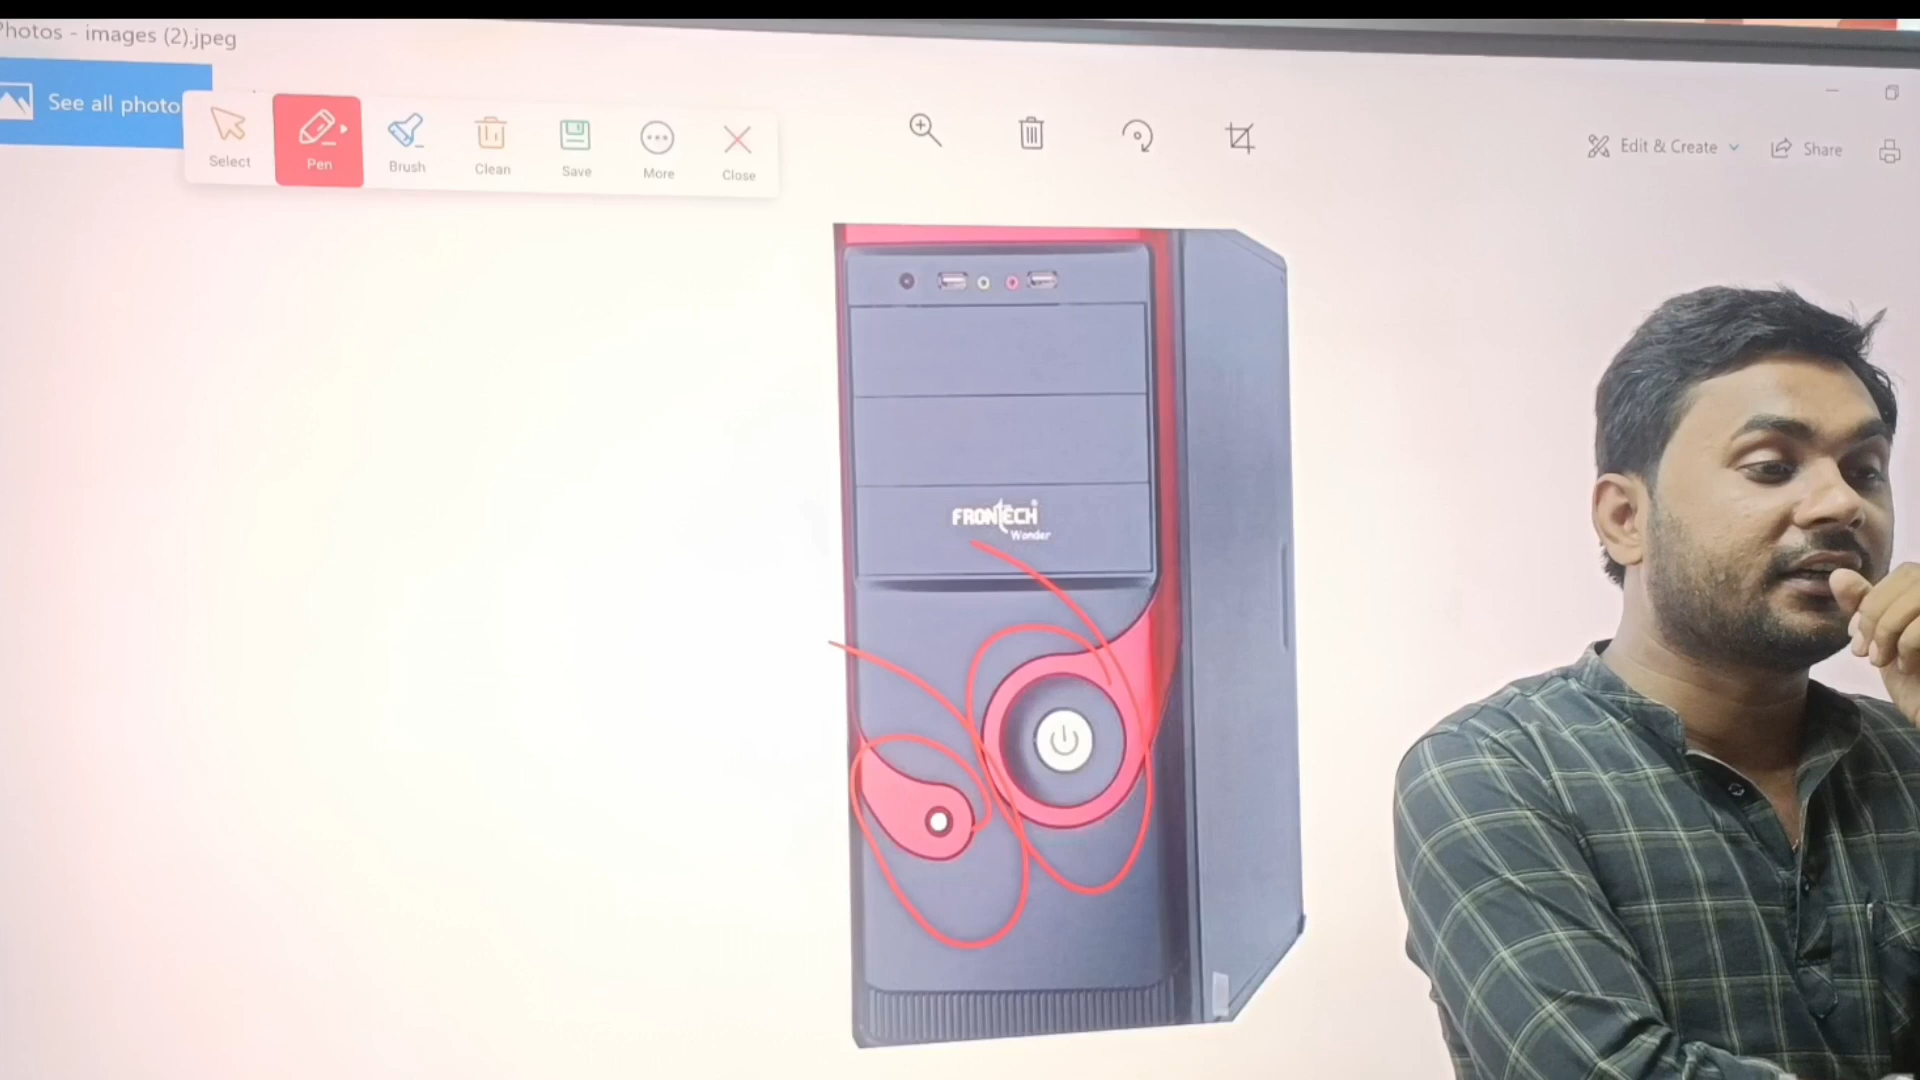 Photos - images (2).jpeg
See all photo
Select
Pen
Brush
Clean
Save
More
Close
Edit & Create
Share
FRONTECH
Wonder